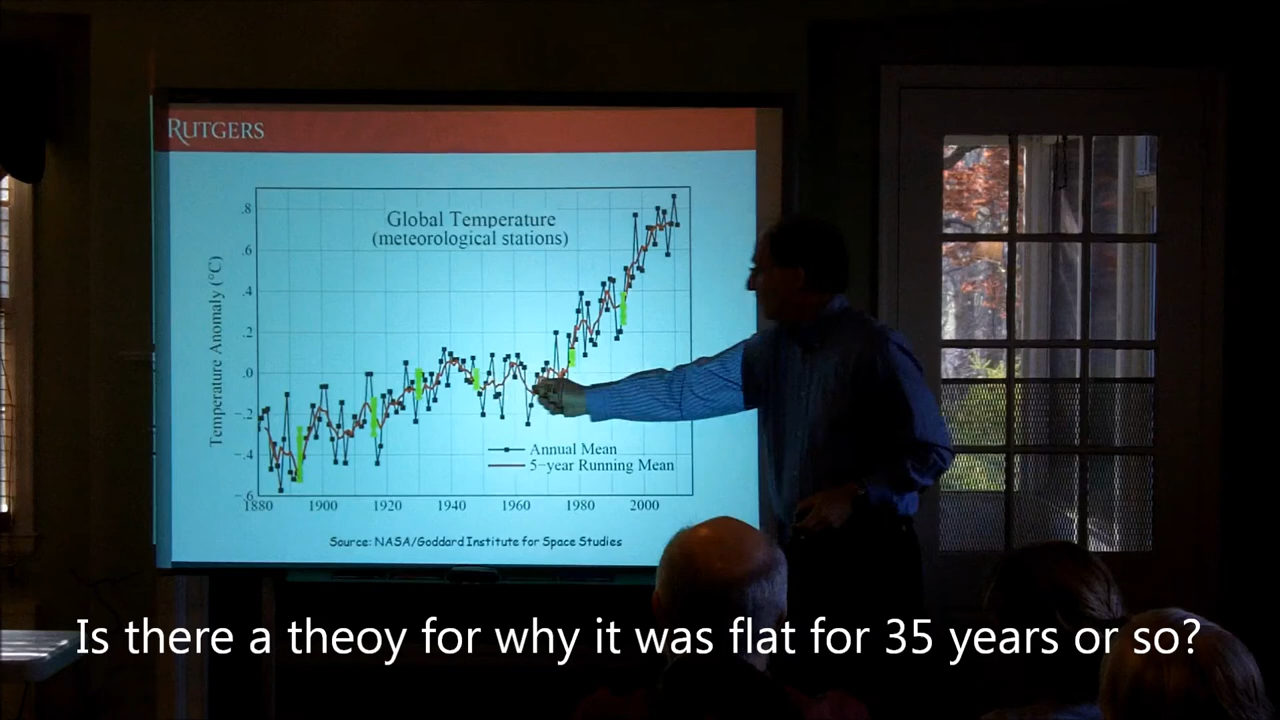 RUTGERS
Global Temperature
(meteorological stations)
Temperature Anomaly (°C)
.8
.6
.4
.2
.0
-.2
-.4
-.6
Annual Mean
5-year Running Mean
1880 1900 1920 1940 1960 1980 2000
Source: NASA/Goddard Institute for Space Studies
Is there a theoy for why it was flat for 35 years or so?